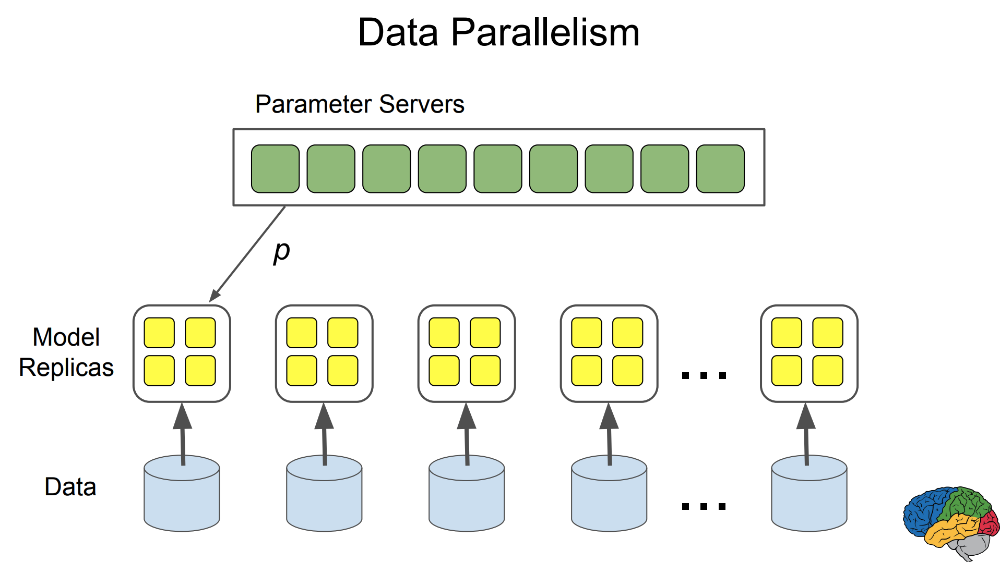 Data Parallelism
Parameter Servers
p
Model
Replicas
...
Data
...